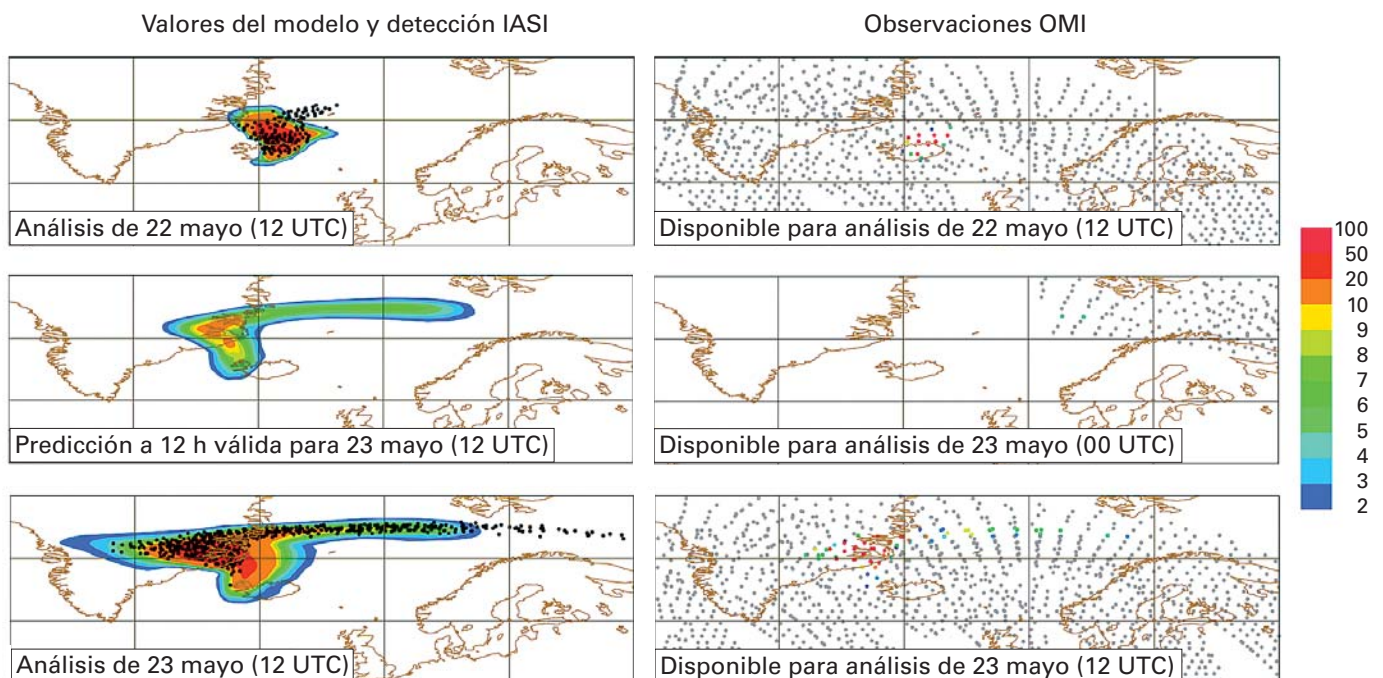 Valores del modelo y detección IASI
Observaciones OMI
Análisis de 22 mayo (12 UTC)
Disponible para análisis de 22 mayo (12 UTC)
Predicción a 12 h válida para 23 mayo (12 UTC)
Disponible para análisis de 23 mayo (00 UTC)
Análisis de 23 mayo (12 UTC)
Disponible para análisis de 23 mayo (12 UTC)
100
50
20
10
9
8
7
6
5
4
3
2